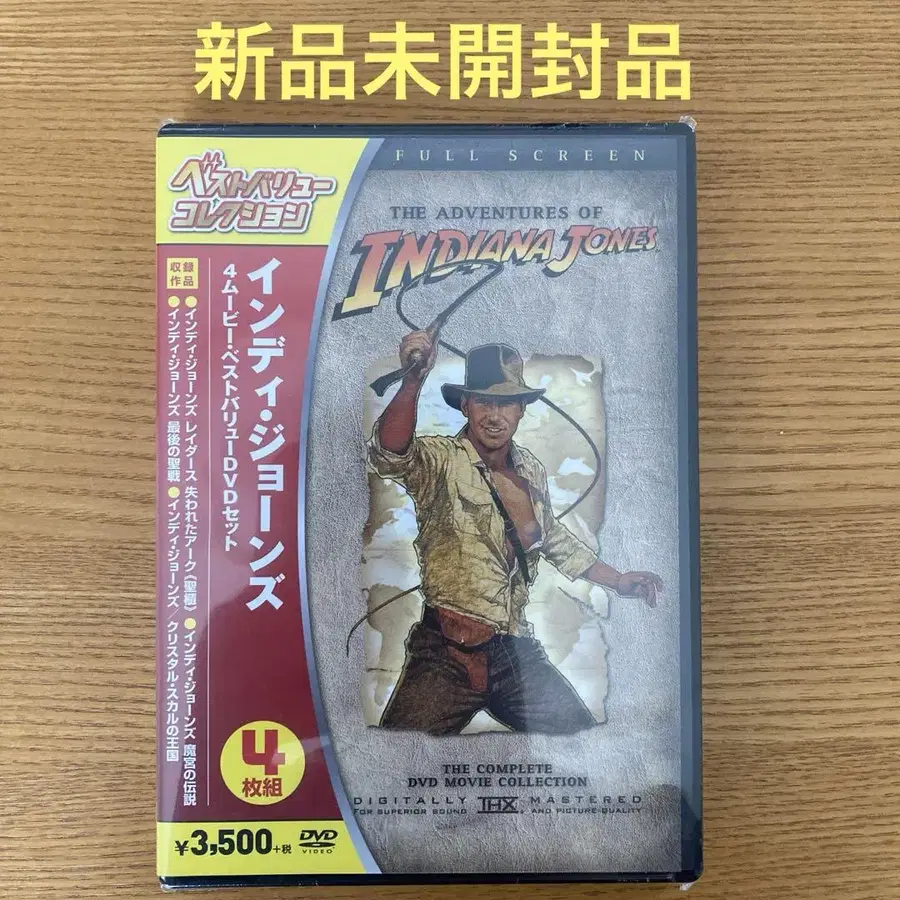 新品未開封品
ベストバリュー
コレクション
FULL SCREEN
THE ADVENTURES OF
INDIANA JONES
インディ・ジョーンズ
4ムービー・ベストバリューDVDセット
収録
作品
●インディ・ジョーンズ レイダース 失われたアーク《聖櫃》 ●インディ・ジョーンズ 魔宮の伝説
●インディ・ジョーンズ 最後の聖戦 ●インディ・ジョーンズ/クリスタル・スカルの王国
4
枚組
THE COMPLETE
DVD MOVIE COLLECTION
DIGITALLY THX MASTERED
FOR SUPERIOR SOUND AND PICTURE QUALITY
¥3,500+税
DVD
VIDEO